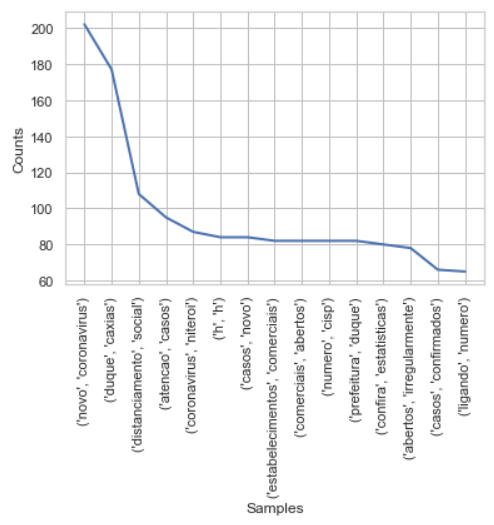 200
180
160
140
120
100
80
60
Counts
('novo', 'coronavirus')
('duque', 'caxias')
('distanciamento', 'social')
('atencao', 'casos')
('coronavirus', 'niteroi')
('h', 'h')
('casos', 'novo')
('estabelecimentos', 'comerciais')
('comerciais', 'abertos')
('numero', 'cisp')
('prefeitura', 'duque')
('confira', 'estatisticas')
('abertos', 'irregularmente')
('casos', 'confirmados')
('ligando', 'numero')
Samples